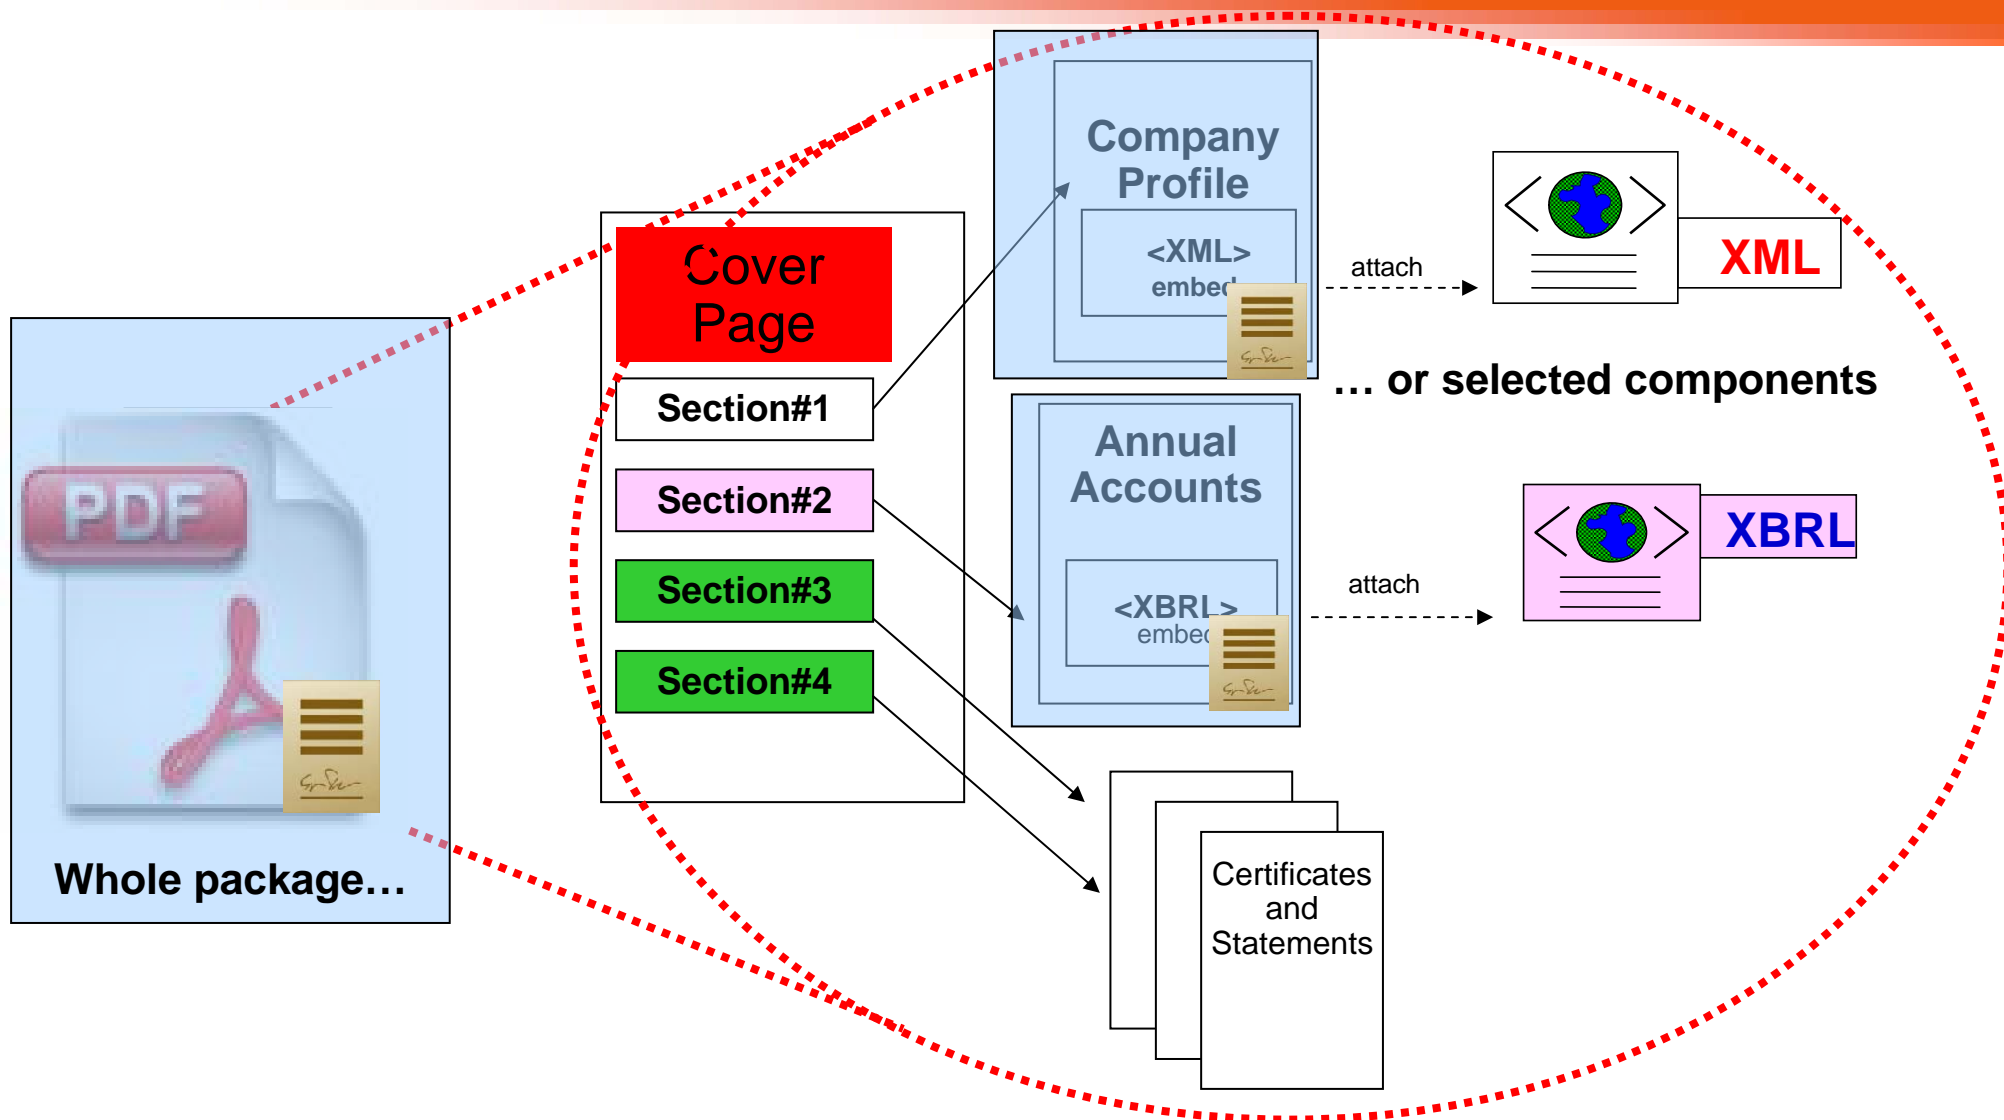 PDF
Whole package…
Cover
Page
Section#1
Section#2
Section#3
Section#4
Company
Profile
<XML>
embed
attach
XML
… or selected components
Annual
Accounts
<XBRL>
embed
attach
XBRL
Certificates
and
Statements